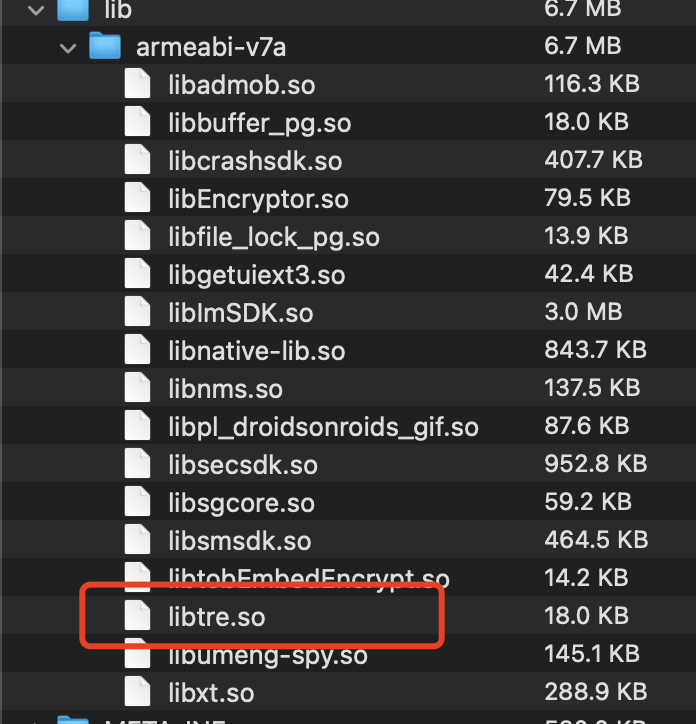 lib 6.7 MB
armeabi-v7a 6.7 MB
libadmob.so 116.3 KB
libbuffer_pg.so 18.0 KB
libcrashsdk.so 407.7 KB
libEncryptor.so 79.5 KB
libfile_lock_pg.so 13.9 KB
libgetuiext3.so 42.4 KB
libImSDK.so 3.0 MB
libnative-lib.so 843.7 KB
libnms.so 137.5 KB
libpl_droidsonroids_gif.so 87.6 KB
libsecsdk.so 952.8 KB
libsgcore.so 59.2 KB
libsmsdk.so 464.5 KB
libtobEmbedEncrypt.so 14.2 KB
libtre.so 18.0 KB
libumeng-spy.so 145.1 KB
libxt.so 288.9 KB